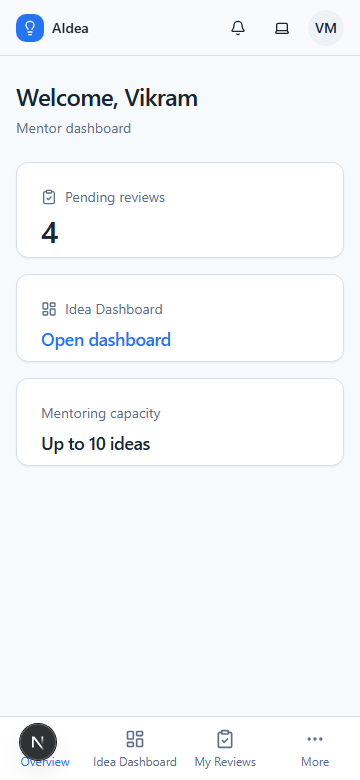 AIdea
VM
Welcome, Vikram
Mentor dashboard
Pending reviews
4
Idea Dashboard
Open dashboard
Mentoring capacity
Up to 10 ideas
N
Overview
Idea Dashboard
My Reviews
More